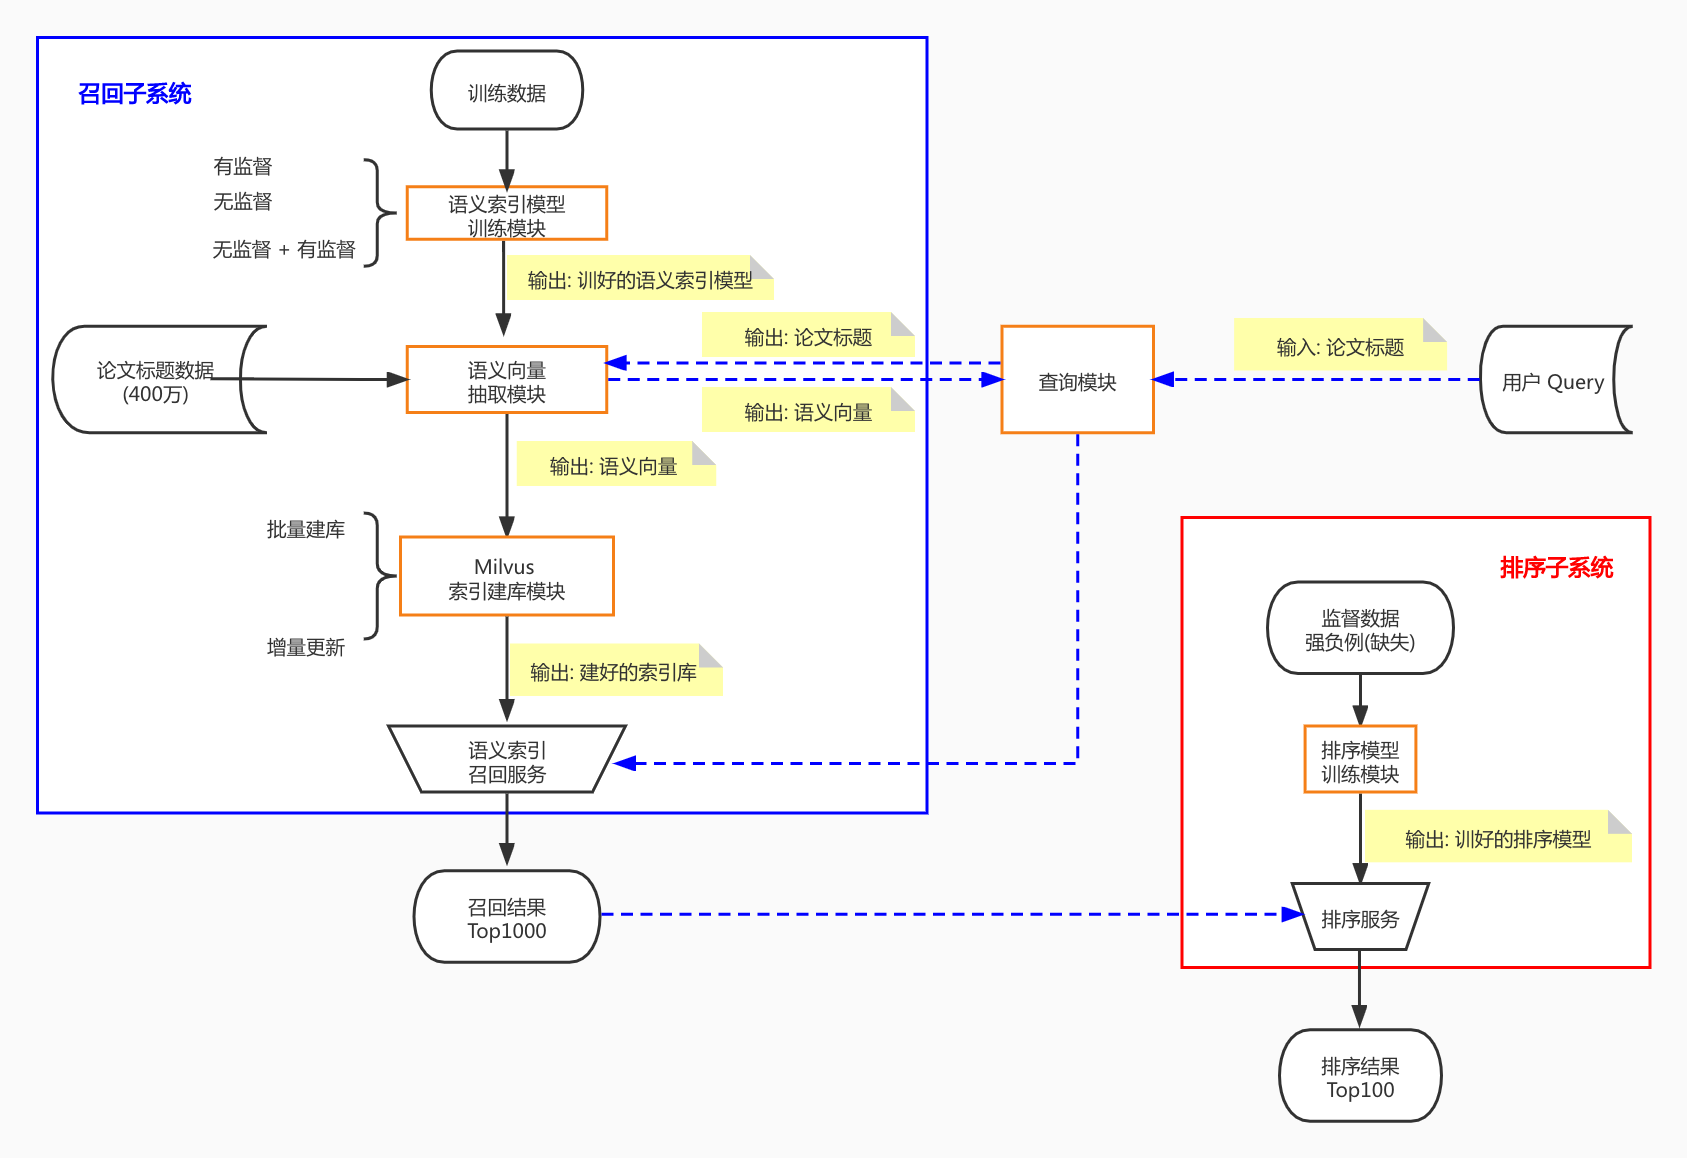 召回子系统
训练数据
有监督
无监督
无监督 + 有监督
语义索引模型
训练模块
输出: 训好的语义索引模型
论文标题数据
(400万)
语义向量
抽取模块
输出: 论文标题
输出: 语义向量
查询模块
输入: 论文标题
用户 Query
输出: 语义向量
批量建库
增量更新
Milvus
索引建库模块
输出: 建好的索引库
语义索引
召回服务
召回结果
Top1000
排序子系统
监督数据
强负例(缺失)
排序模型
训练模块
输出: 训好的排序模型
排序服务
排序结果
Top100